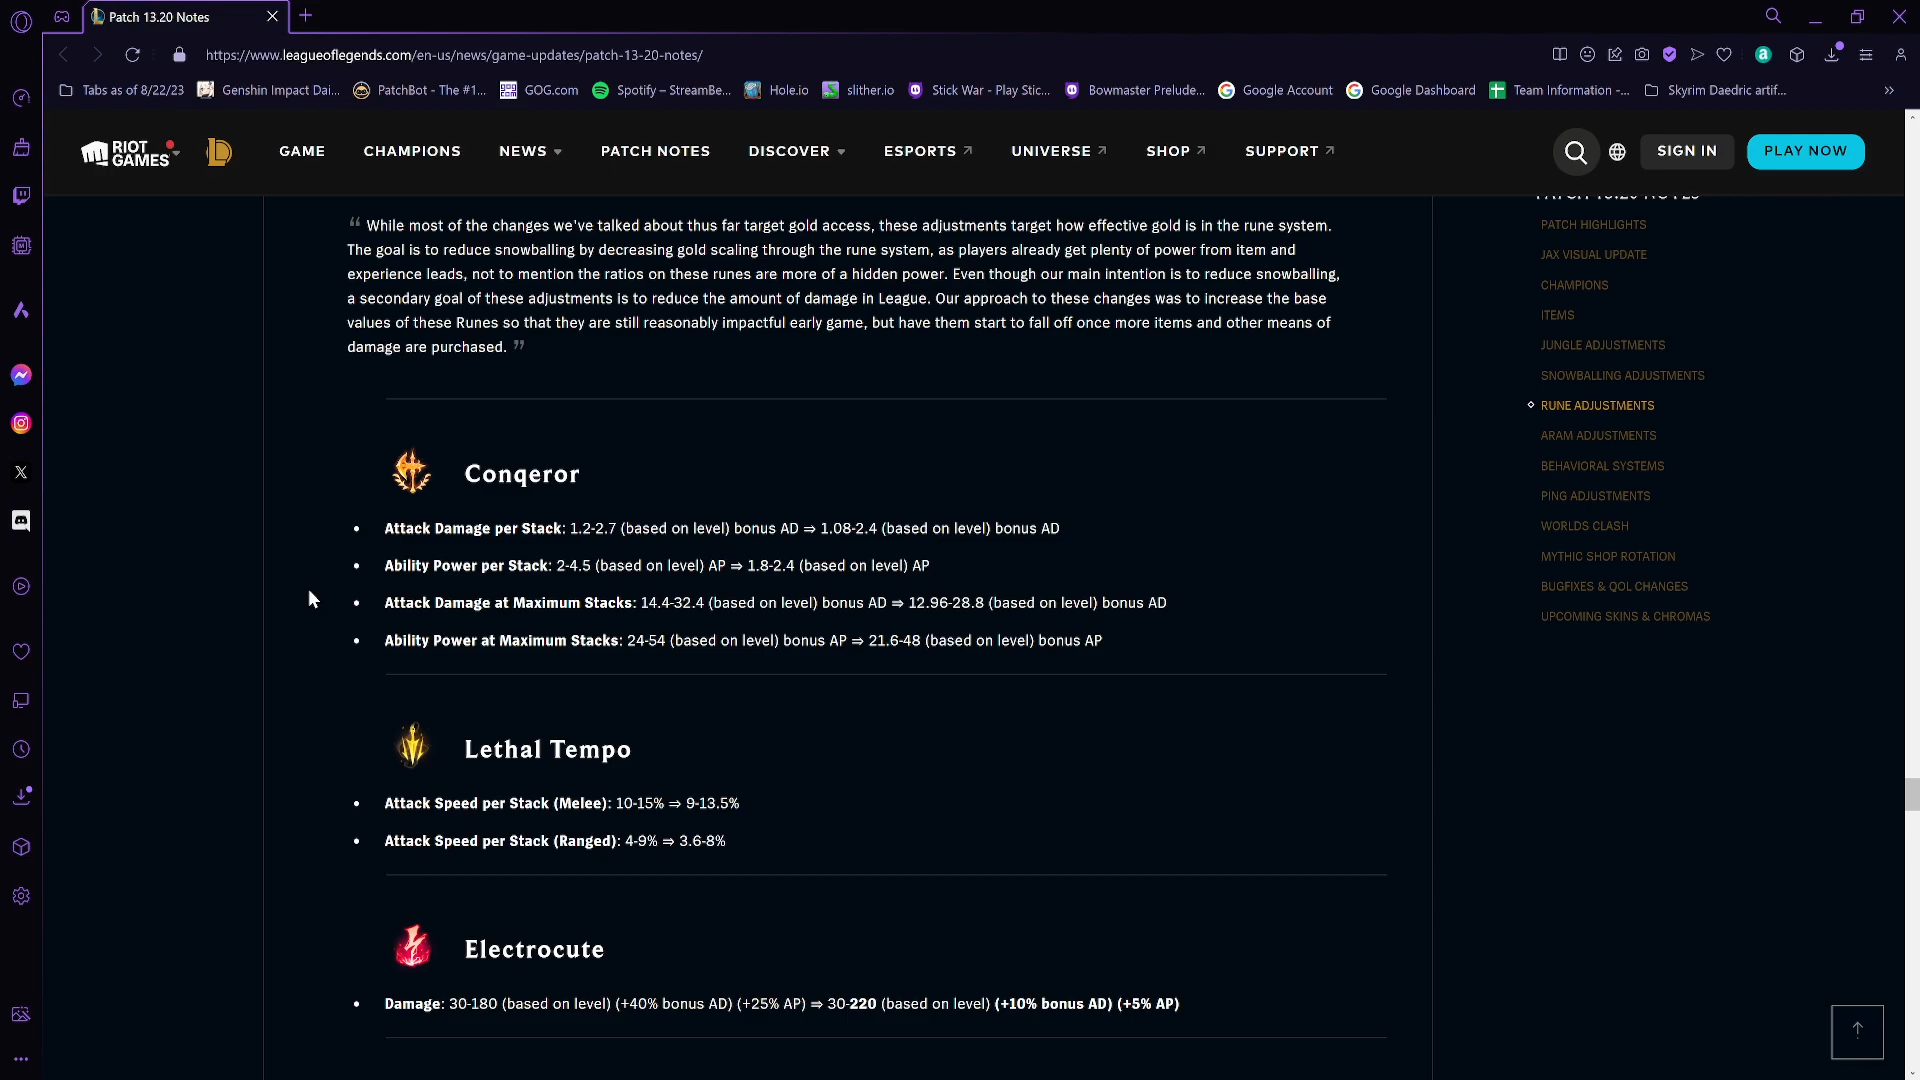 Patch 13.20 Notes
https://www.leagueoflegends.com/en-us/news/game-updates/patch-13-20-notes/
Tabs as of 8/22/23 Genshin Impact Dai... PatchBot - The #1... GOG.com Spotify – StreamBe... Hole.io slither.io Stick War - Play Stic... Bowmaster Prelude... Google Account Google Dashboard Team Information -... Skyrim Daedric artif...
RIOT GAMES GAME CHAMPIONS NEWS PATCH NOTES DISCOVER ESPORTS UNIVERSE SHOP SUPPORT SIGN IN PLAY NOW
“ While most of the changes we've talked about thus far target gold access, these adjustments target how effective gold is in the rune system.
The goal is to reduce snowballing by decreasing gold scaling through the rune system, as players already get plenty of power from item and
experience leads, not to mention the ratios on these runes are more of a hidden power. Even though our main intention is to reduce snowballing,
a secondary goal of these adjustments is to reduce the amount of damage in League. Our approach to these changes was to increase the base
values of these Runes so that they are still reasonably impactful early game, but have them start to fall off once more items and other means of
damage are purchased. ”
Conqeror
• Attack Damage per Stack: 1.2-2.7 (based on level) bonus AD ⇒ 1.08-2.4 (based on level) bonus AD
• Ability Power per Stack: 2-4.5 (based on level) AP ⇒ 1.8-2.4 (based on level) AP
• Attack Damage at Maximum Stacks: 14.4-32.4 (based on level) bonus AD ⇒ 12.96-28.8 (based on level) bonus AD
• Ability Power at Maximum Stacks: 24-54 (based on level) bonus AP ⇒ 21.6-48 (based on level) bonus AP
Lethal Tempo
• Attack Speed per Stack (Melee): 10-15% ⇒ 9-13.5%
• Attack Speed per Stack (Ranged): 4-9% ⇒ 3.6-8%
Electrocute
• Damage: 30-180 (based on level) (+40% bonus AD) (+25% AP) ⇒ 30-220 (based on level) (+10% bonus AD) (+5% AP)
PATCH 13.20 NOTES
PATCH HIGHLIGHTS
JAX VISUAL UPDATE
CHAMPIONS
ITEMS
JUNGLE ADJUSTMENTS
SNOWBALLING ADJUSTMENTS
RUNE ADJUSTMENTS
ARAM ADJUSTMENTS
BEHAVIORAL SYSTEMS
PING ADJUSTMENTS
WORLDS CLASH
MYTHIC SHOP ROTATION
BUGFIXES & QOL CHANGES
UPCOMING SKINS & CHROMAS